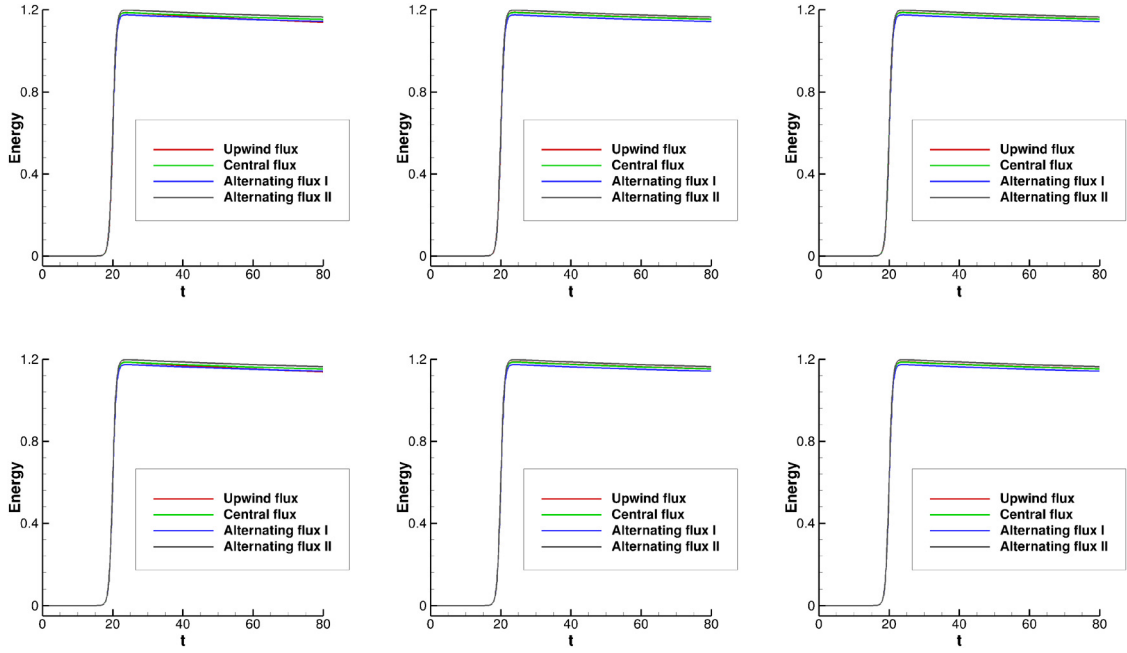 1.2
0.8
0.4
0
Energy
Upwind flux
Central flux
Alternating flux I
Alternating flux II
0 20 40 60 80
t
1.2
0.8
0.4
0
Energy
Upwind flux
Central flux
Alternating flux I
Alternating flux II
0 20 40 60 80
t
1.2
0.8
0.4
0
Energy
Upwind flux
Central flux
Alternating flux I
Alternating flux II
0 20 40 60 80
t
1.2
0.8
0.4
0
Energy
Upwind flux
Central flux
Alternating flux I
Alternating flux II
0 20 40 60 80
t
1.2
0.8
0.4
0
Energy
Upwind flux
Central flux
Alternating flux I
Alternating flux II
0 20 40 60 80
t
1.2
0.8
0.4
0
Energy
Upwind flux
Central flux
Alternating flux I
Alternating flux II
0 20 40 60 80
t